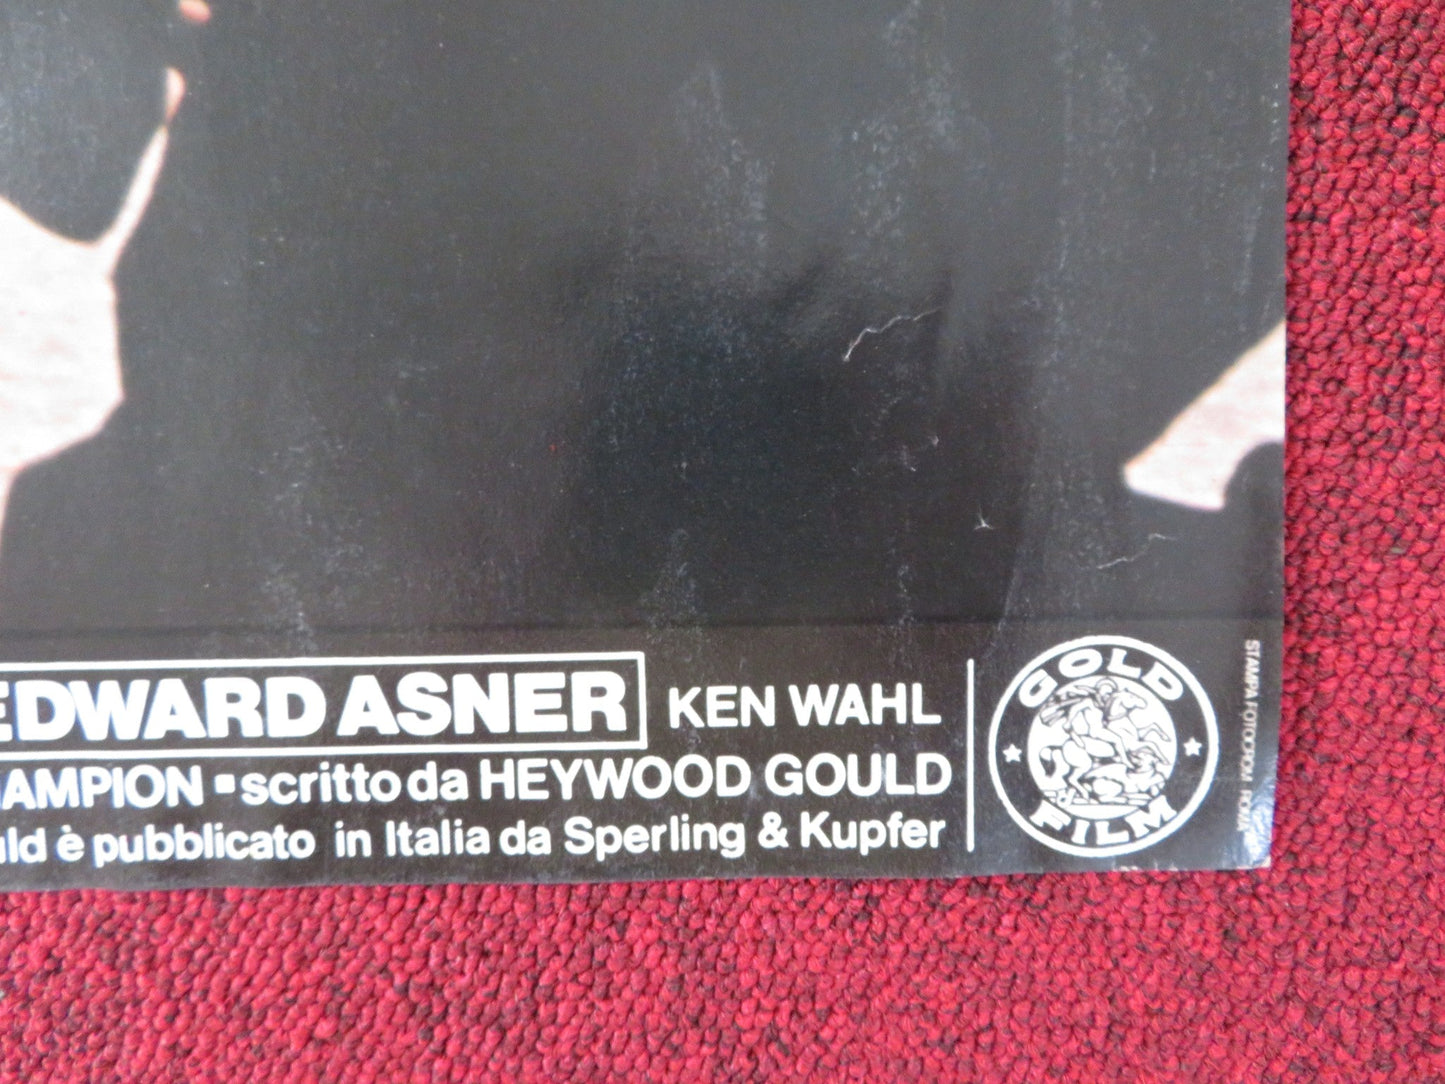 EDWARD ASNER KEN WAHL
HAMPION ▪ scritto da HEYWOOD GOULD
uld è pubblicato in Italia da Sperling & Kupfer
GOLD
FILM
STAMPA FOTOCROM - ROMA